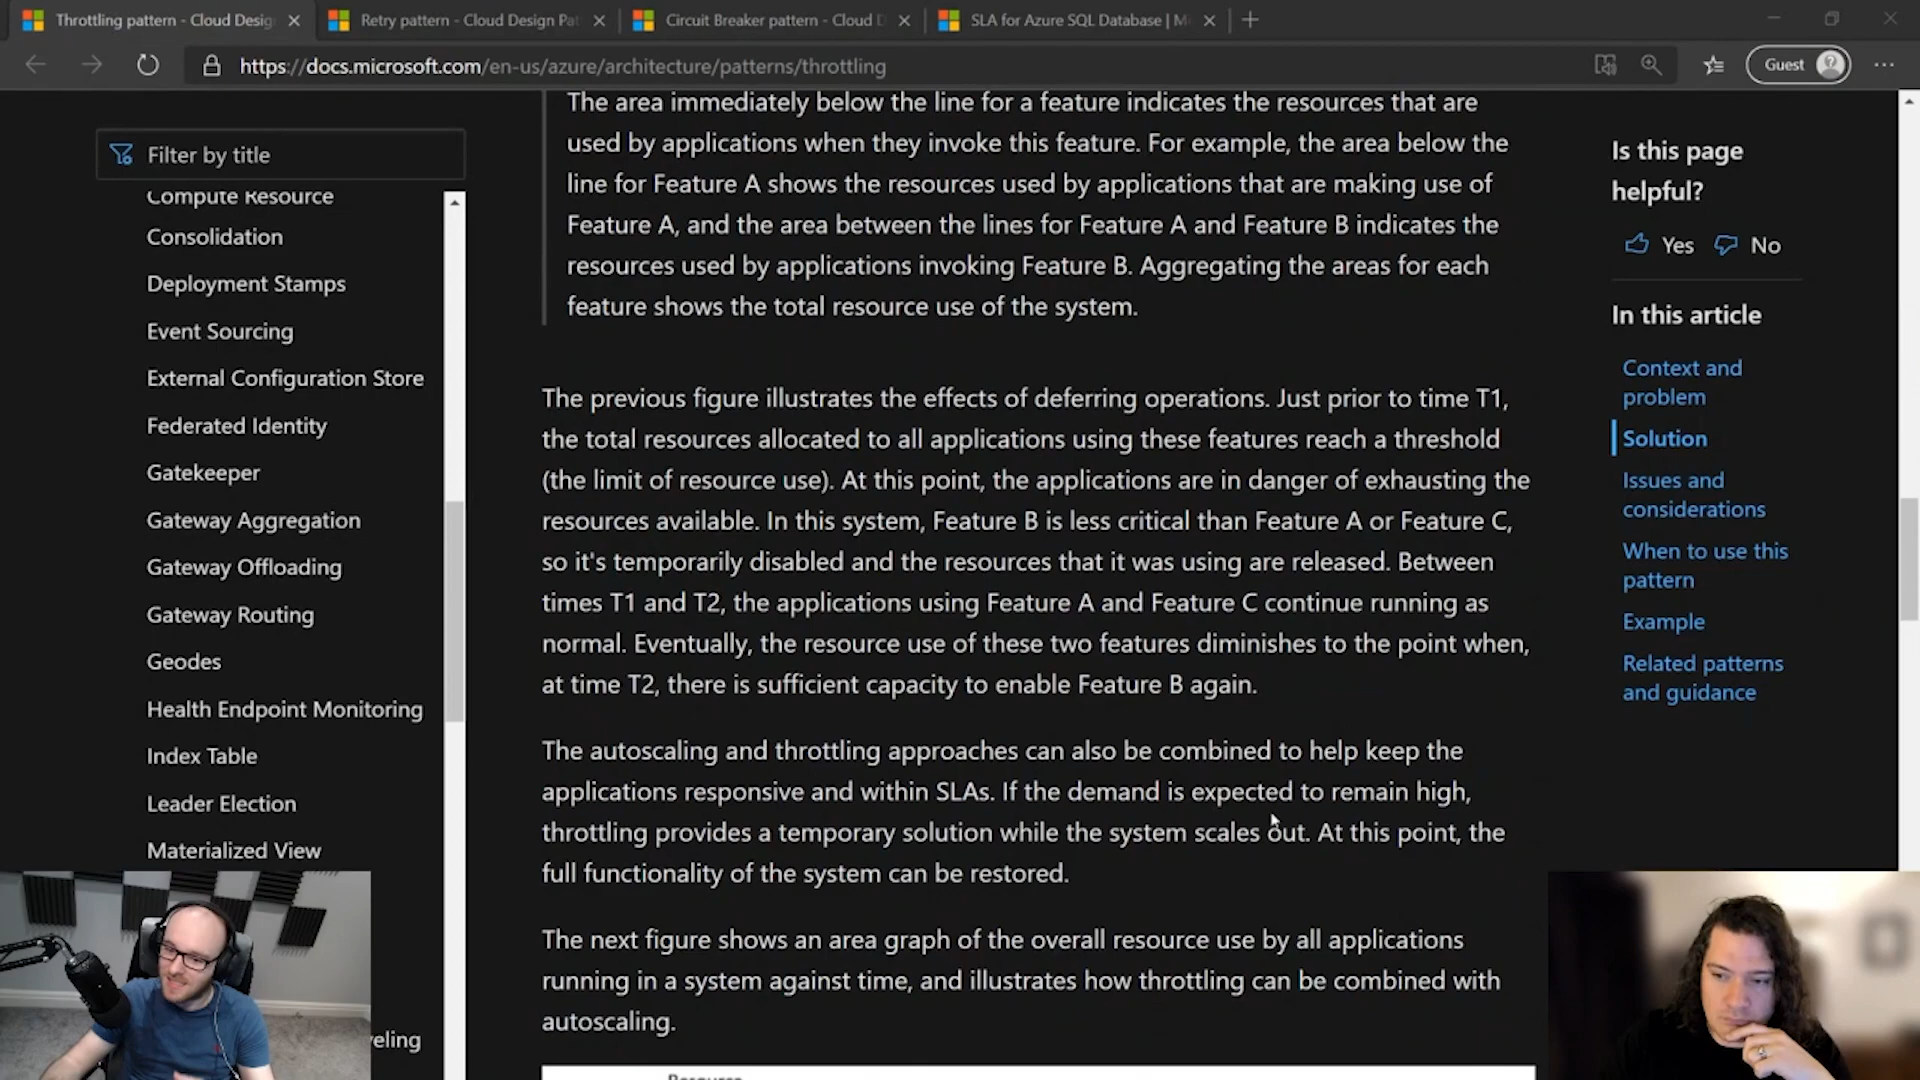 Throttling pattern - Cloud Desig
Retry pattern - Cloud Design Pat
Circuit Breaker pattern - Cloud D
SLA for Azure SQL Database | M
https://docs.microsoft.com/en-us/azure/architecture/patterns/throttling
Guest
Filter by title
Compute Resource
Consolidation
Deployment Stamps
Event Sourcing
External Configuration Store
Federated Identity
Gatekeeper
Gateway Aggregation
Gateway Offloading
Gateway Routing
Geodes
Health Endpoint Monitoring
Index Table
Leader Election
Materialized View
eling
The area immediately below the line for a feature indicates the resources that are
used by applications when they invoke this feature. For example, the area below the
line for Feature A shows the resources used by applications that are making use of
Feature A, and the area between the lines for Feature A and Feature B indicates the
resources used by applications invoking Feature B. Aggregating the areas for each
feature shows the total resource use of the system.
The previous figure illustrates the effects of deferring operations. Just prior to time T1,
the total resources allocated to all applications using these features reach a threshold
(the limit of resource use). At this point, the applications are in danger of exhausting the
resources available. In this system, Feature B is less critical than Feature A or Feature C,
so it's temporarily disabled and the resources that it was using are released. Between
times T1 and T2, the applications using Feature A and Feature C continue running as
normal. Eventually, the resource use of these two features diminishes to the point when,
at time T2, there is sufficient capacity to enable Feature B again.
The autoscaling and throttling approaches can also be combined to help keep the
applications responsive and within SLAs. If the demand is expected to remain high,
throttling provides a temporary solution while the system scales out. At this point, the
full functionality of the system can be restored.
The next figure shows an area graph of the overall resource use by all applications
running in a system against time, and illustrates how throttling can be combined with
autoscaling.
Resource
Is this page
helpful?
Yes No
In this article
Context and
problem
Solution
Issues and
considerations
When to use this
pattern
Example
Related patterns
and guidance